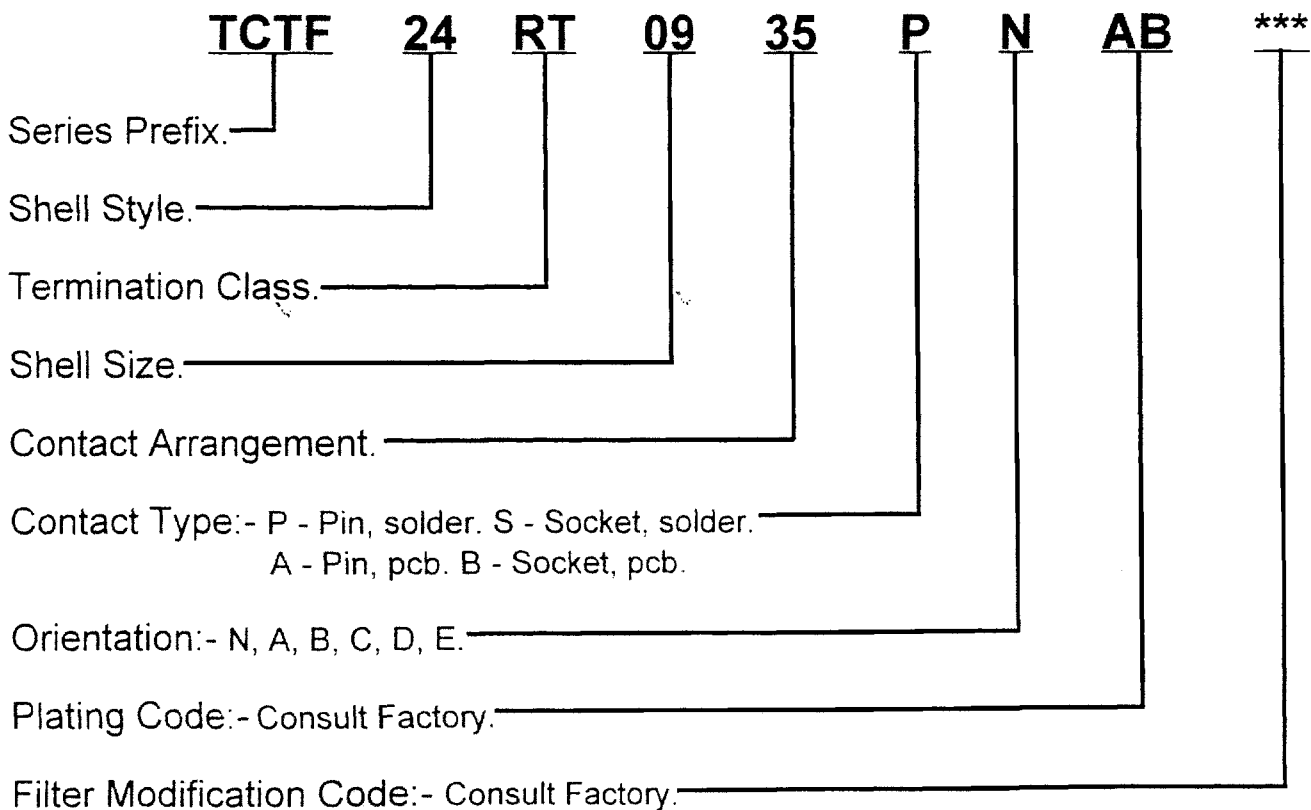 TCTF 24 RT 09 35 P N AB ***
Series Prefix.
Shell Style.
Termination Class.
Shell Size.
Contact Arrangement.
Contact Type:- P - Pin, solder. S - Socket, solder.
A - Pin, pcb. B - Socket, pcb.
Orientation:- N, A, B, C, D, E.
Plating Code:- Consult Factory.
Filter Modification Code:- Consult Factory.